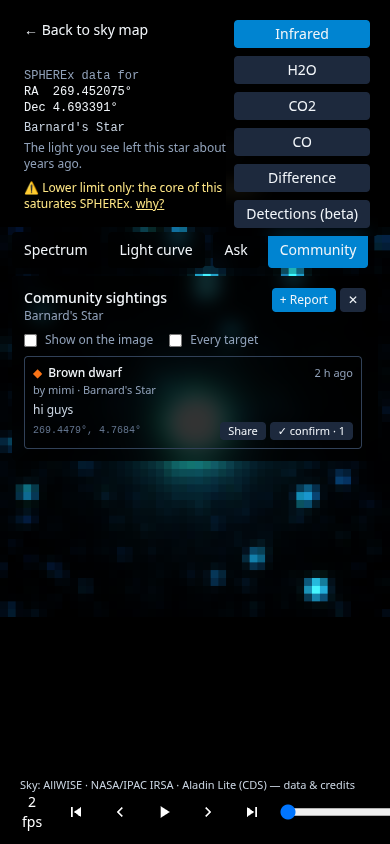 ← Back to sky map
Infrared
H2O
CO2
CO
Difference
Detections (beta)
SPHEREx data for
RA 269.452075°
Dec 4.693391°
Barnard's Star
The light you see left this star about
years ago.
⚠️ Lower limit only: the core of this
saturates SPHEREx. why?
Spectrum
Light curve
Ask
Community
Community sightings
Barnard's Star
+ Report
✕
Show on the image
Every target
◆ Brown dwarf
2 h ago
by mimi · Barnard's Star
hi guys
269.4479°, 4.7684°
Share
✓ confirm · 1
Sky: AllWISE · NASA/IPAC IRSA · Aladin Lite (CDS) — data & credits
2
fps